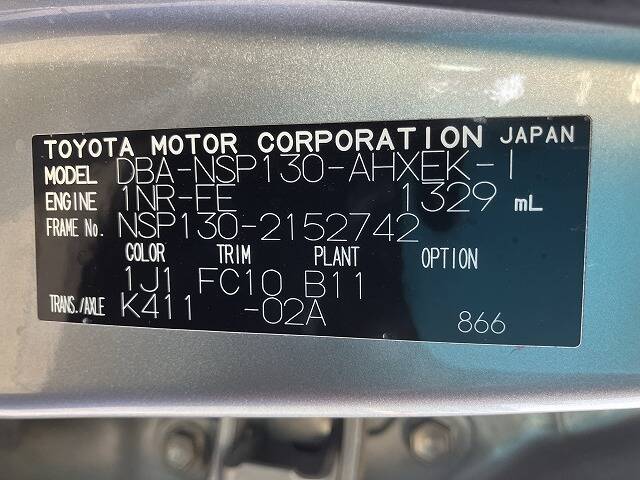 TOYOTA MOTOR CORPORATION JAPAN
MODEL DBA-NSP130-AHXEK-I
ENGINE 1NR-FE 1329 mL
FRAME No. NSP130-2152742
COLOR TRIM PLANT OPTION
1J1 FC10 B11
TRANS./AXLE K411 -02A 866